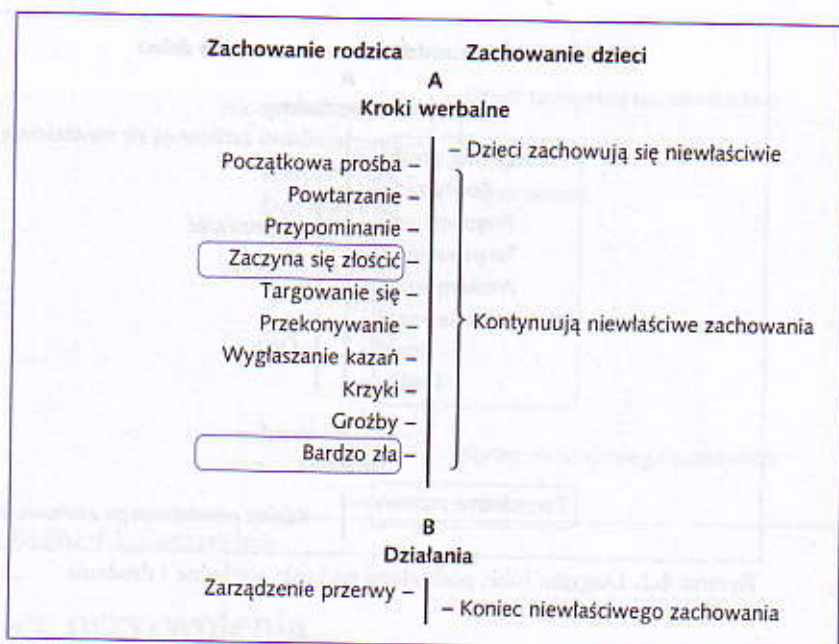 Zachowanie rodzica Zachowanie dzieci
A
Kroki werbalne
– Dzieci zachowują się niewłaściwie
Początkowa prośba –
Powtarzanie –
Przypominanie –
Zaczyna się złościć –
Targowanie się –
Przekonywanie – Kontynuują niewłaściwe zachowania
Wygłaszanie kazań –
Krzyki –
Groźby –
Bardzo zła –
B
Działania
Zarządzenie przerwy –
– Koniec niewłaściwego zachowania